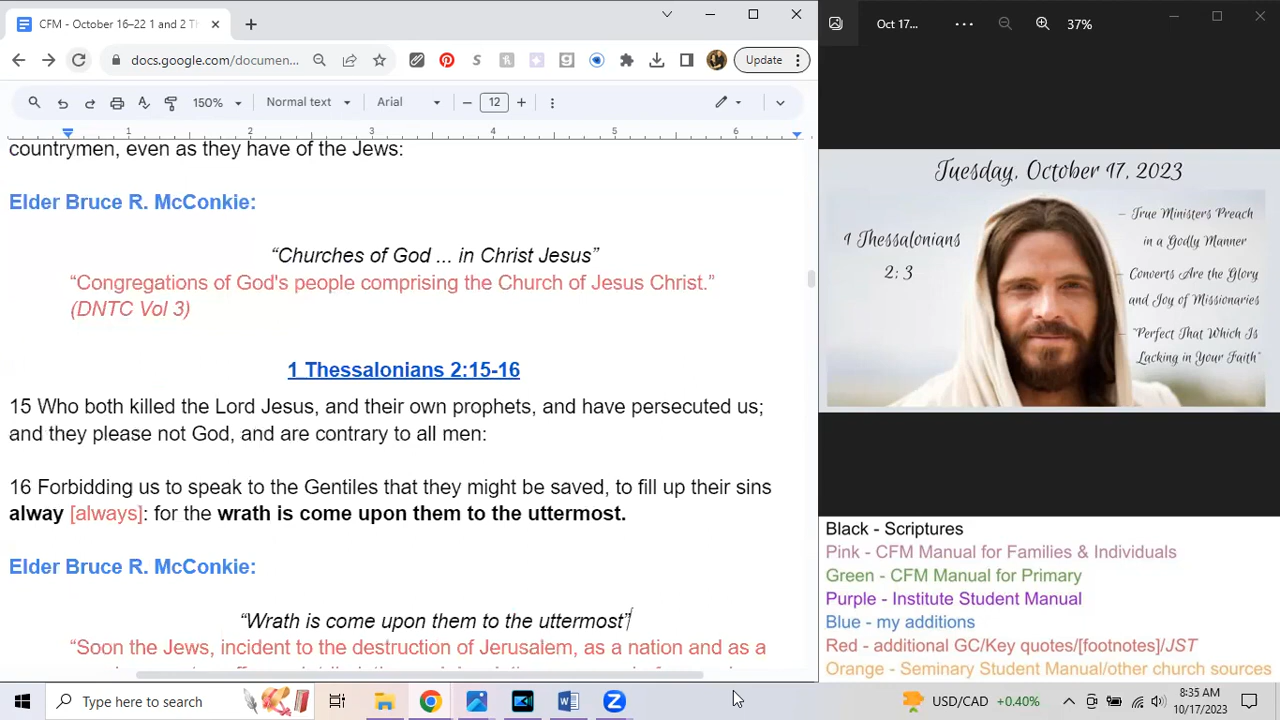 CFM - October 16–22 1 and 2 Th
docs.google.com/documen...
Update
150%
Normal text
Arial
12
1 2 3 4 5 6
countrymen, even as they have of the Jews:
Elder Bruce R. McConkie:
“Churches of God ... in Christ Jesus”
“Congregations of God's people comprising the Church of Jesus Christ.”
(DNTC Vol 3)
1 Thessalonians 2:15-16
15 Who both killed the Lord Jesus, and their own prophets, and have persecuted us;
and they please not God, and are contrary to all men:
16 Forbidding us to speak to the Gentiles that they might be saved, to fill up their sins
alway [always]: for the wrath is come upon them to the uttermost.
Elder Bruce R. McConkie:
“Wrath is come upon them to the uttermost”
“Soon the Jews, incident to the destruction of Jerusalem, as a nation and as a
Oct 17...
37%
Tuesday, October 17, 2023
1 Thessalonians
2; 3
– True Ministers Preach
in a Godly Manner
– Converts Are the Glory
and Joy of Missionaries
– “Perfect That Which Is
Lacking in Your Faith”
Black - Scriptures
Pink - CFM Manual for Families & Individuals
Green - CFM Manual for Primary
Purple - Institute Student Manual
Blue - my additions
Red - additional GC/Key quotes/[footnotes]/JST
Orange - Seminary Student Manual/other church sources
Type here to search
USD/CAD +0.40%
8:35 AM
10/17/2023